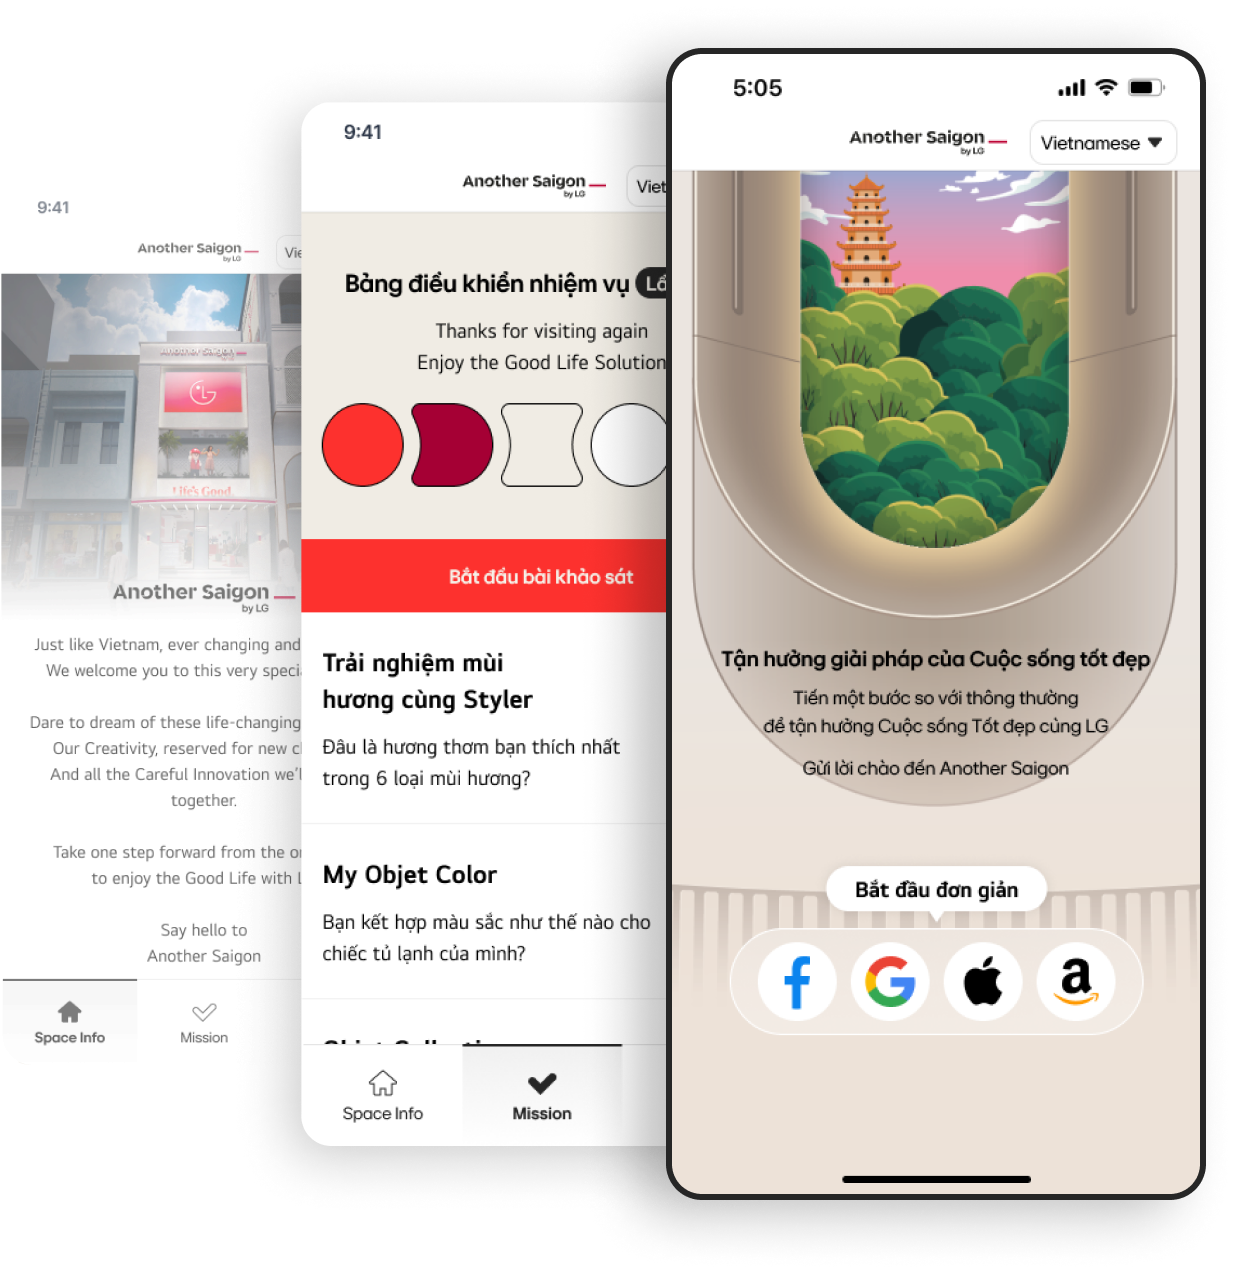 9:41
Another Saigon
by LG
Another Saigon
LG
Life's Good.
Another Saigon
by LG
Just like Vietnam, ever changing and
We welcome you to this very
Dare to dream of these life-changing
Our Creativity, reserved for new
And all the Careful Innovation
together.
Take one step forward from the
to enjoy the Good Life with
Say hello to
Another Saigon
Space Info
Mission
9:41
Another Saigon
by LG
Bảng điều khiển nhiệm vụ
Thanks for visiting again
Enjoy the Good Life Solution
Bắt đầu bài khảo sát
Trải nghiệm mùi
hương cùng Styler
Đâu là hương thơm bạn thích nhất
trong 6 loại mùi hương?
My Objet Color
Bạn kết hợp màu sắc như thế nào cho
chiếc tủ lạnh của mình?
Space Info
Mission
5:05
Another Saigon
by LG
Vietnamese
Tận hưởng giải pháp của Cuộc sống tốt đẹp
Tiến một bước so với thông thường
để tận hưởng Cuộc sống Tốt đẹp cùng LG
Gửi lời chào đến Another Saigon
Bắt đầu đơn giản